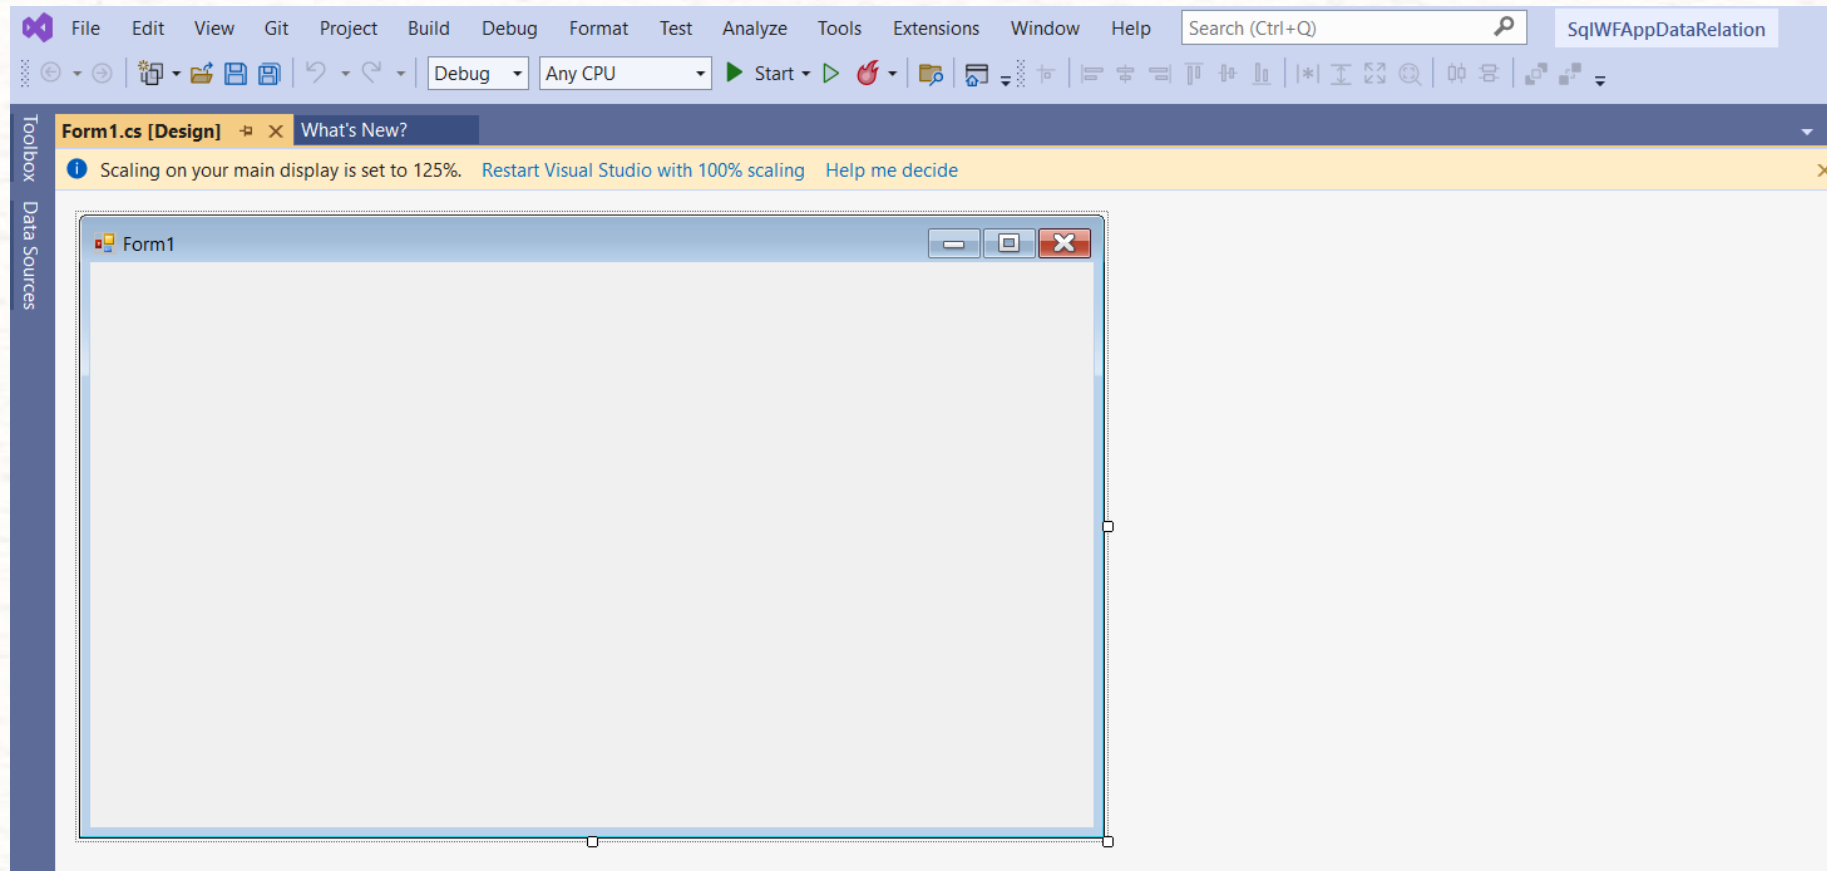 File Edit View Git Project Build Debug Format Test Analyze Tools Extensions Window Help Search (Ctrl+Q) SqlWFAppDataRelation
Debug Any CPU Start
Toolbox
Data Sources
Form1.cs [Design] What's New?
Scaling on your main display is set to 125%. Restart Visual Studio with 100% scaling Help me decide
Form1